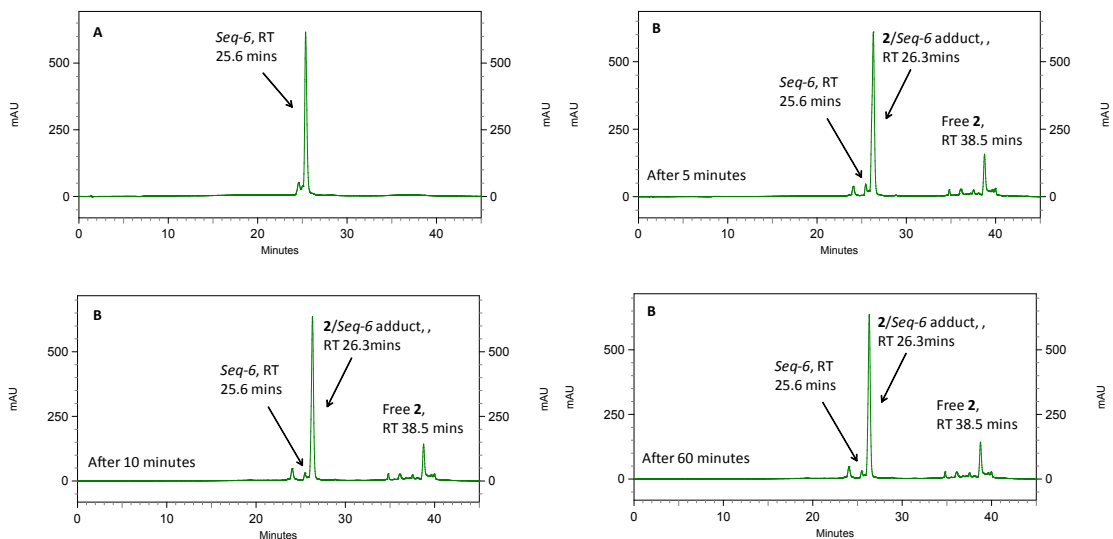 A
Seq-6, RT
25.6 mins
mAU
500
250
0
500
250
0
mAU
0
10
20
30
40
Minutes
B
2/Seq-6 adduct, ,
RT 26.3mins
Seq-6, RT
25.6 mins
Free 2,
RT 38.5 mins
After 5 minutes
mAU
500
250
0
500
250
0
mAU
0
10
20
30
40
Minutes
B
2/Seq-6 adduct, ,
RT 26.3mins
Seq-6, RT
25.6 mins
Free 2,
RT 38.5 mins
After 10 minutes
mAU
500
250
0
500
250
0
mAU
0
10
20
30
40
Minutes
B
2/Seq-6 adduct, ,
RT 26.3mins
Seq-6, RT
25.6 mins
Free 2,
RT 38.5 mins
After 60 minutes
mAU
500
250
0
500
250
0
mAU
0
10
20
30
40
Minutes